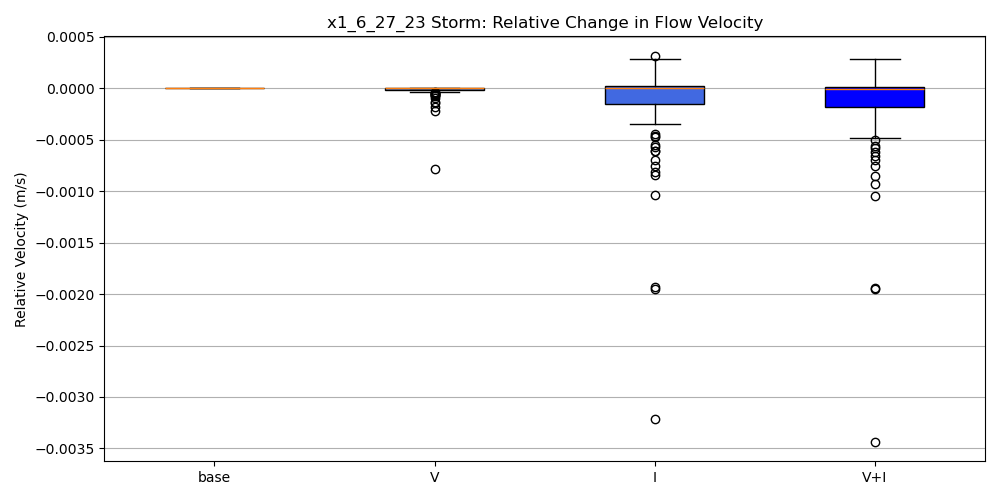 x1_6_27_23 Storm: Relative Change in Flow Velocity
Relative Velocity (m/s)
0.0005
0.0000
−0.0005
−0.0010
−0.0015
−0.0020
−0.0025
−0.0030
−0.0035
base
V
I
V+I